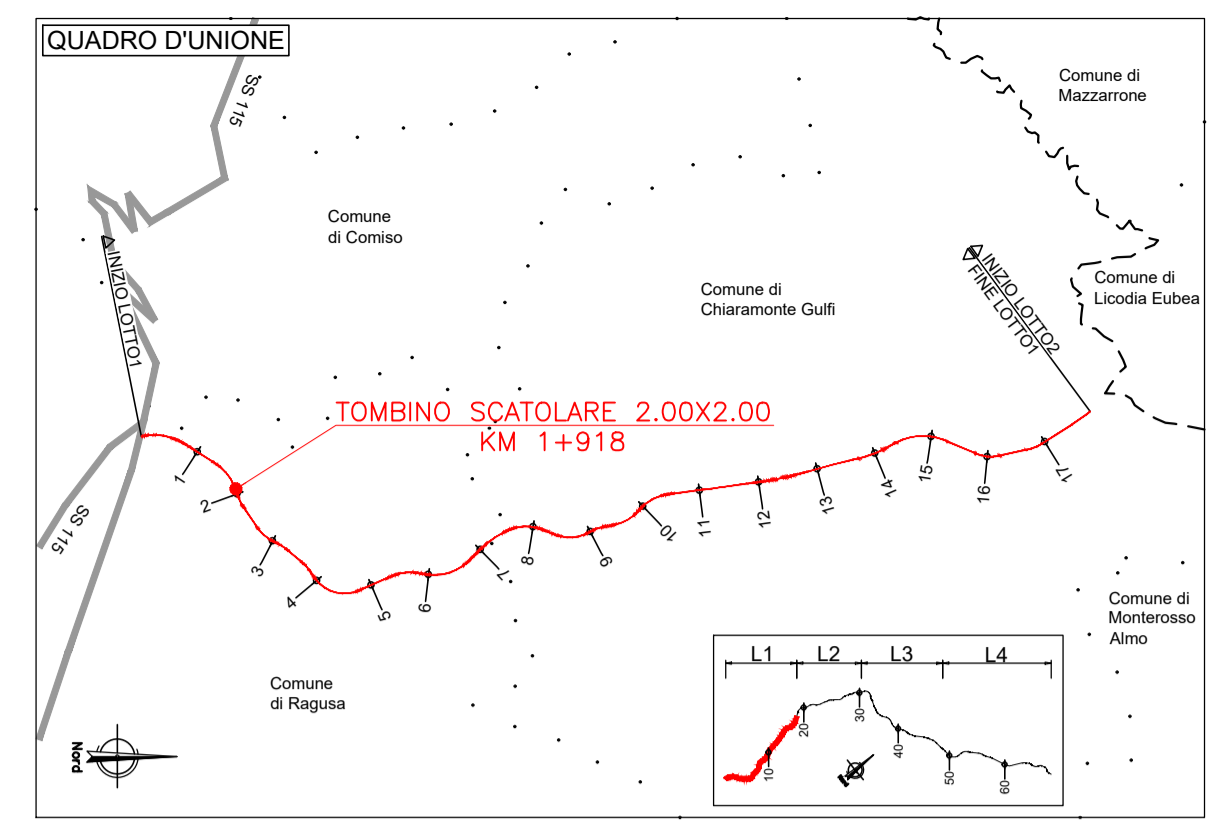 QUADRO D'UNIONE
SS 115
Comune di
Mazzarrone
Comune
di Comiso
INIZIO LOTTO1
INIZIO LOTTO2
FINE LOTTO1
Comune di
Licodia Eubea
Comune di
Chiaramonte Gulfi
TOMBINO SCATOLARE 2.00X2.00
KM 1+918
1
2
3
4
5
6
7
8
9
10
11
12
13
14
15
16
17
SS 115
Comune di
Monterosso
Almo
Comune
di Ragusa
Nord
L1
L2
L3
L4
10
20
30
40
50
60